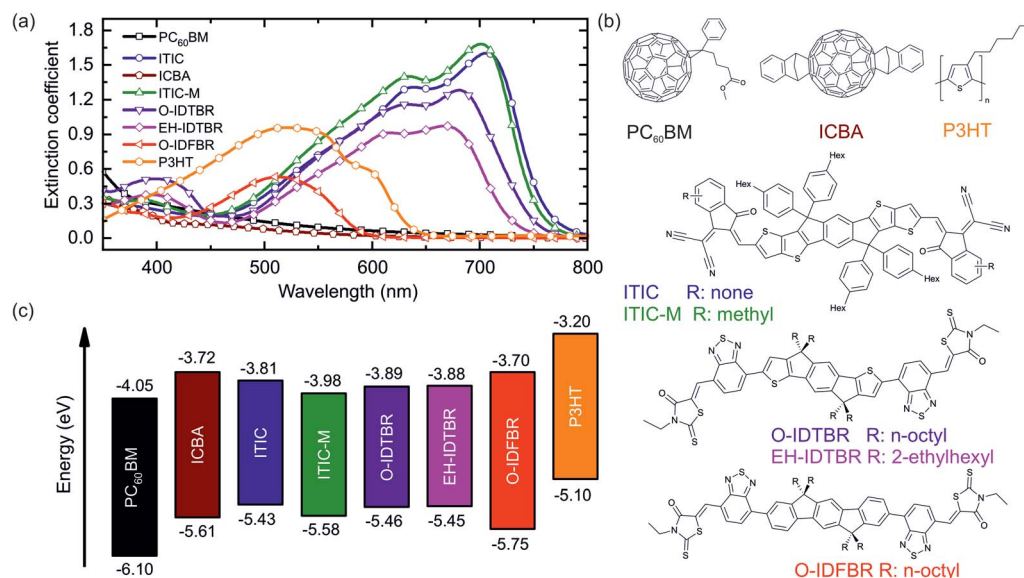 (a)
Extinction coefficient
1.8
1.5
1.2
0.9
0.6
0.3
0.0
PC60BM
ITIC
ICBA
ITIC-M
O-IDTBR
EH-IDTBR
O-IDFBR
P3HT
400 500 600 700 800
Wavelength (nm)
(b)
O
O
S
n
PC60BM
ICBA
P3HT
Hex
Hex
R
O
NC
CN
S
S
S
S
O
CN
CN
R
Hex
Hex
ITIC R: none
ITIC-M R: methyl
S
N
N
R R
S
S
N
O
O
S
N
S
S
S
R R
N
N
S
O-IDTBR R: n-octyl
EH-IDTBR R: 2-ethylhexyl
S
N
N
R R
S
S
N
O
O
S
N
S
R R
N
N
S
O-IDFBR R: n-octyl
(c)
Energy (eV)
-4.05
PC60BM
-6.10
-3.72
ICBA
-5.61
-3.81
ITIC
-5.43
-3.98
ITIC-M
-5.58
-3.89
O-IDTBR
-5.46
-3.88
EH-IDTBR
-5.45
-3.70
O-IDFBR
-5.75
-3.20
P3HT
-5.10